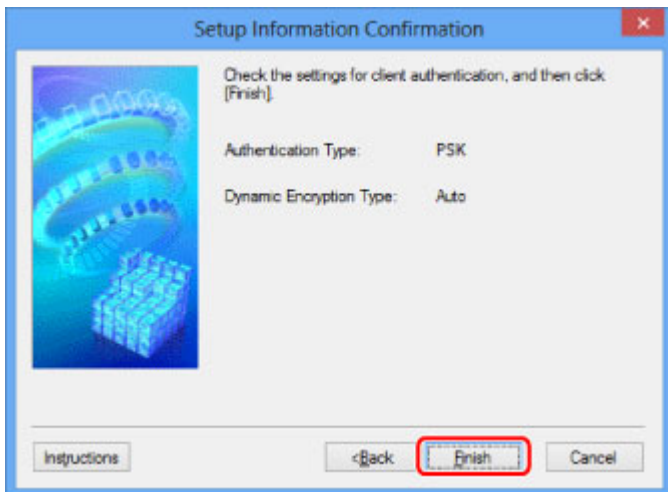 Setup Information Confirmation
Check the settings for client authentication, and then click
[Finish].
Authentication Type: PSK
Dynamic Encryption Type: Auto
Instructions <Back Finish Cancel